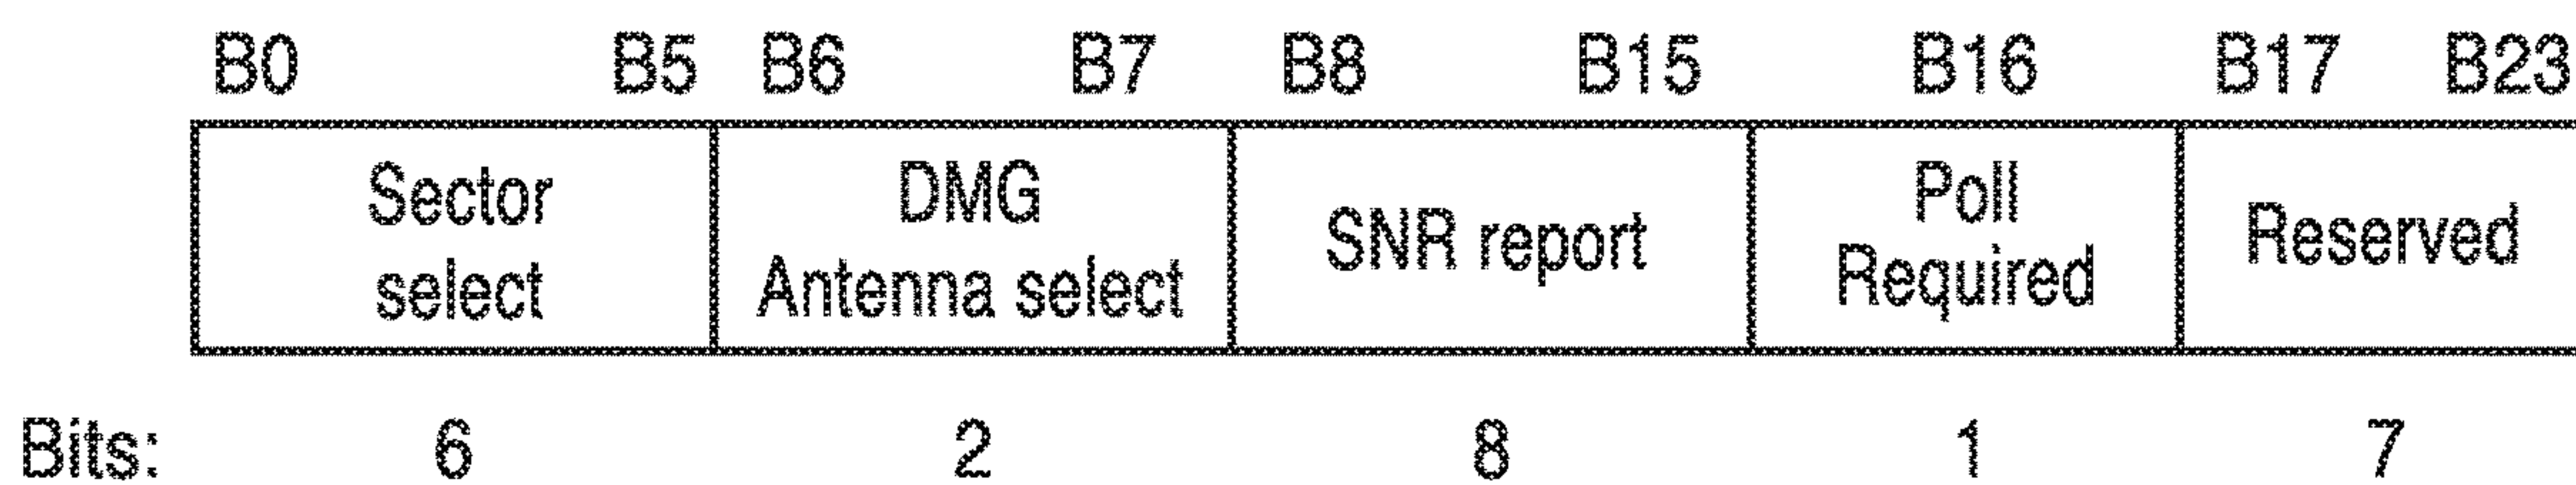 B0 B5 B6 B7 B8 B15 B16 B17 B23
Sector select
DMG Antenna select
SNR report
Poll Required
Reserved
Bits: 6 2 8 1 7